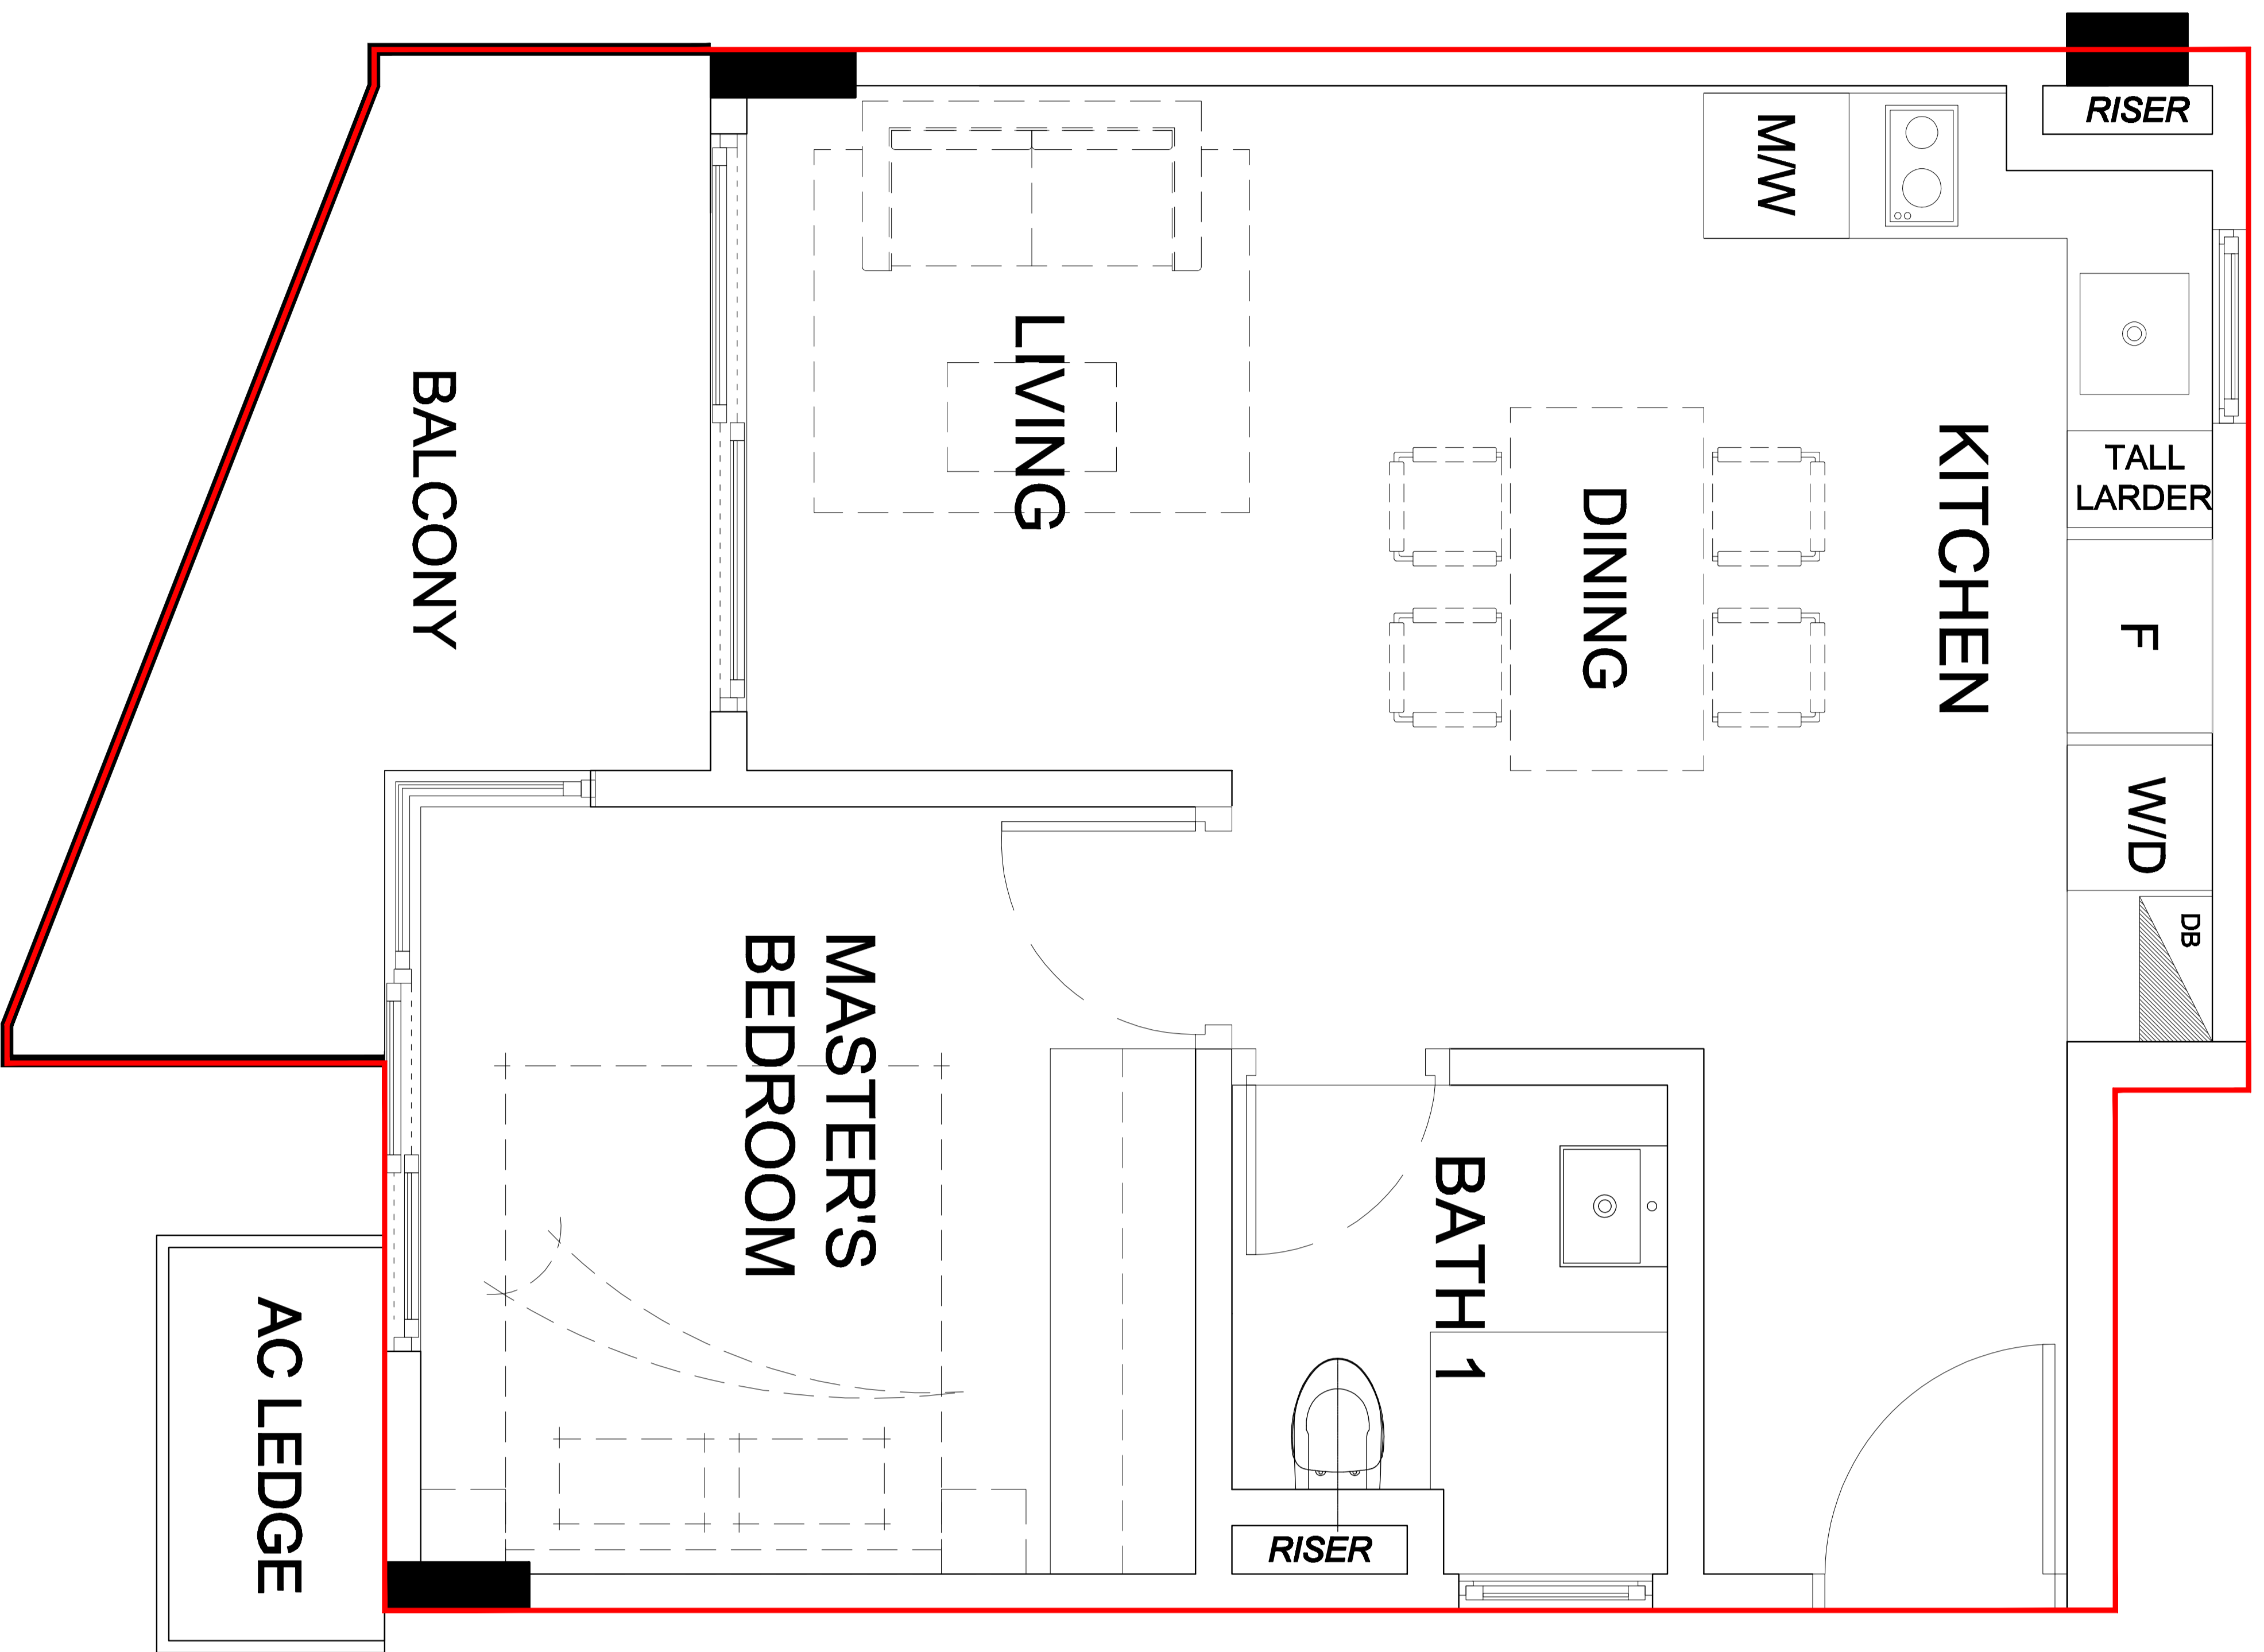 RISER
M/W
LIVING
BALCONY
KITCHEN
TALL
LARDER
DINING
F
W/D
DB
MASTER'S
BEDROOM
BATH 1
AC LEDGE
RISER